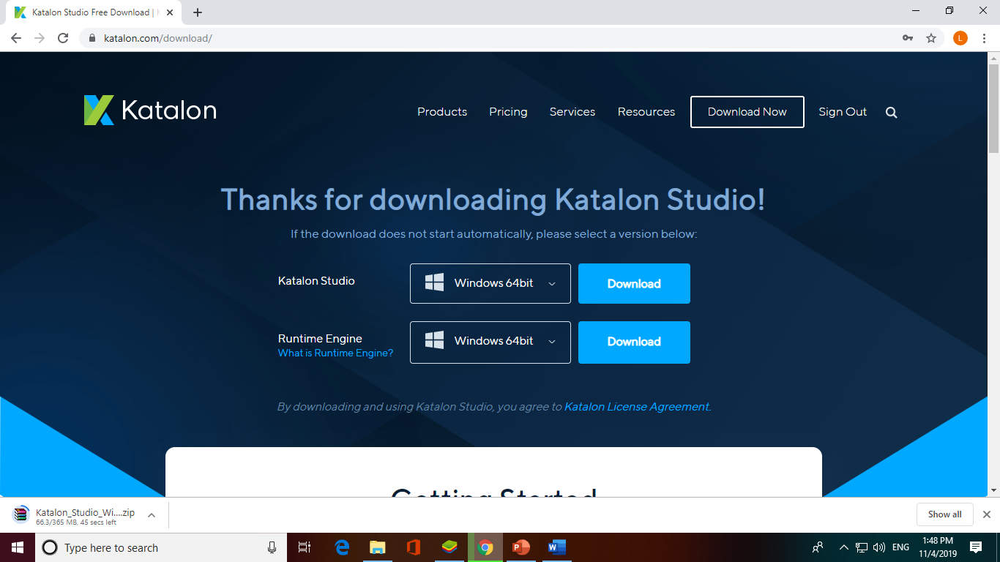 Katalon Studio Free Download |
katalon.com/download/
L
Katalon
Products
Pricing
Services
Resources
Download Now
Sign Out
Thanks for downloading Katalon Studio!
If the download does not start automatically, please select a version below:
Katalon Studio
Windows 64bit
Download
Runtime Engine
What is Runtime Engine?
Windows 64bit
Download
By downloading and using Katalon Studio, you agree to Katalon License Agreement.
Getting Started
Katalon_Studio_Wi....zip
66.3/365 MB, 45 secs left
Show all
Type here to search
ENG
1:48 PM
11/4/2019